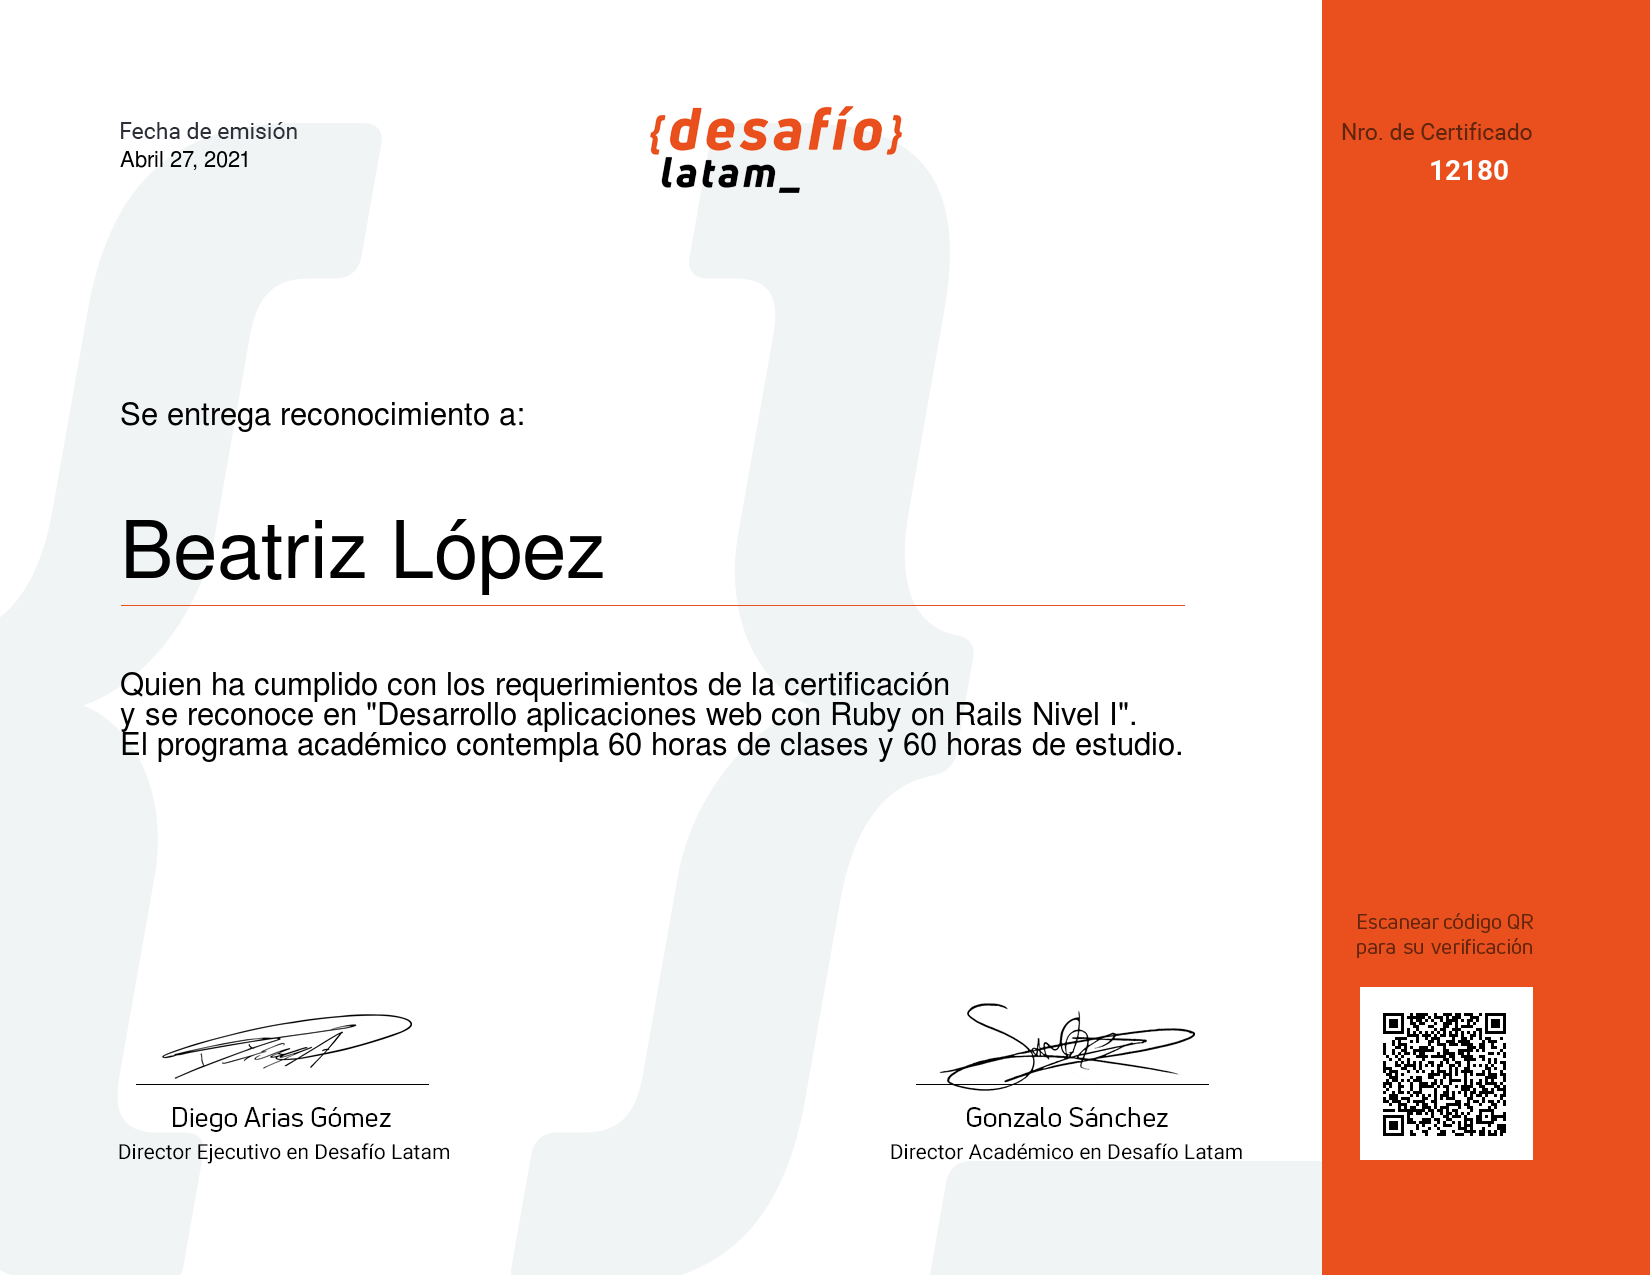 Fecha de emisión
Abril 27, 2021
{desafío}
latam_
Nro. de Certificado
12180
Se entrega reconocimiento a:
Beatriz López
Quien ha cumplido con los requerimientos de la certificación
y se reconoce en "Desarrollo aplicaciones web con Ruby on Rails Nivel I".
El programa académico contempla 60 horas de clases y 60 horas de estudio.
Escanear código QR
para su verificación
Diego Arias Gómez
Director Ejecutivo en Desafío Latam
Gonzalo Sánchez
Director Académico en Desafío Latam